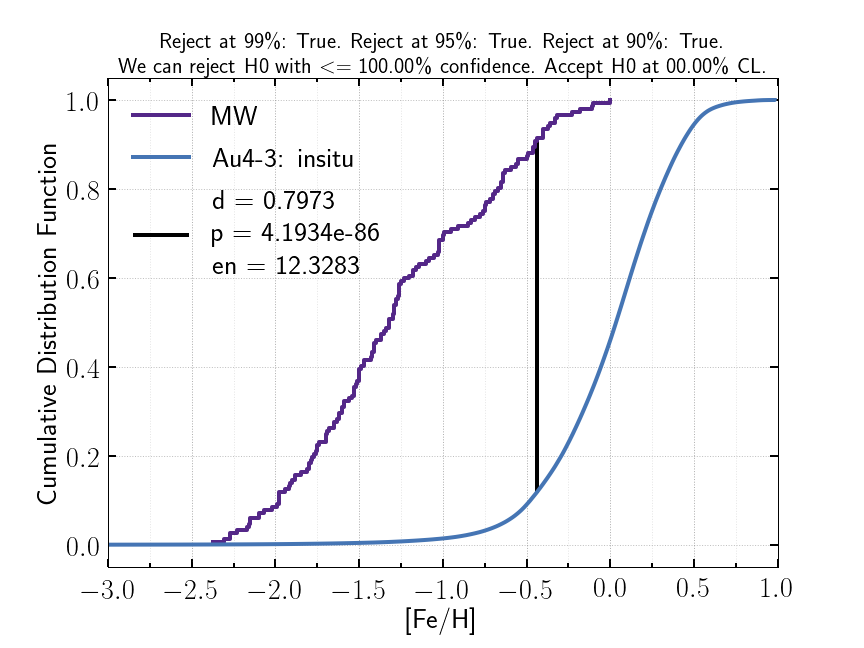 Reject at 99%: True. Reject at 95%: True. Reject at 90%: True.
We can reject H0 with <= 100.00% confidence. Accept H0 at 00.00% CL.
MW
Au4-3: insitu
d = 0.7973
p = 4.1934e-86
en = 12.3283
Cumulative Distribution Function
1.0
0.8
0.6
0.4
0.2
0.0
−3.0 −2.5 −2.0 −1.5 −1.0 −0.5 0.0 0.5 1.0
[Fe/H]